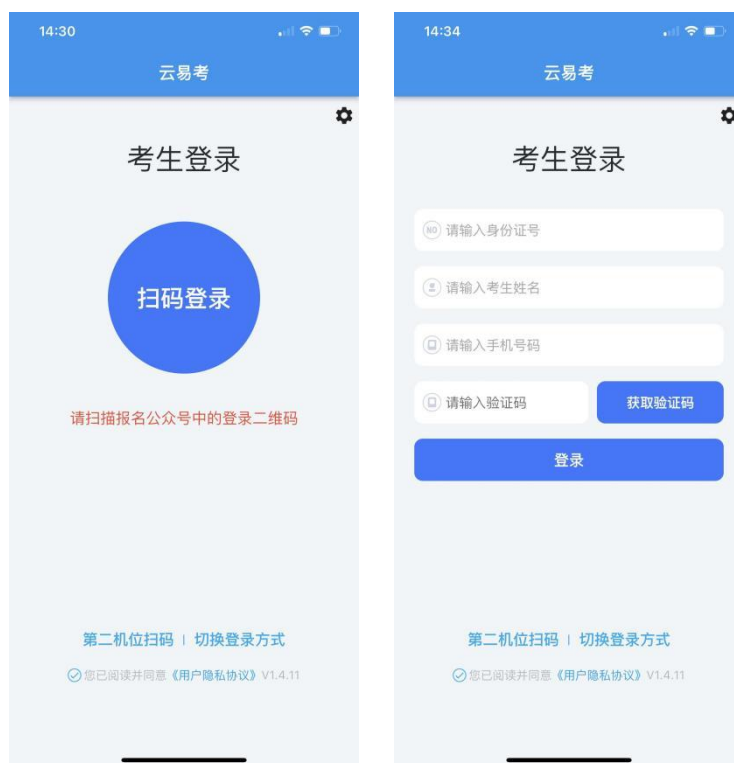 14:30
云易考
考生登录
扫码登录
请扫描报名公众号中的登录二维码
第二机位扫码 | 切换登录方式
您已阅读并同意《用户隐私协议》V1.4.11
14:34
云易考
考生登录
NO 请输入身份证号
请输入考生姓名
请输入手机号码
请输入验证码 获取验证码
登录
第二机位扫码 | 切换登录方式
您已阅读并同意《用户隐私协议》V1.4.11